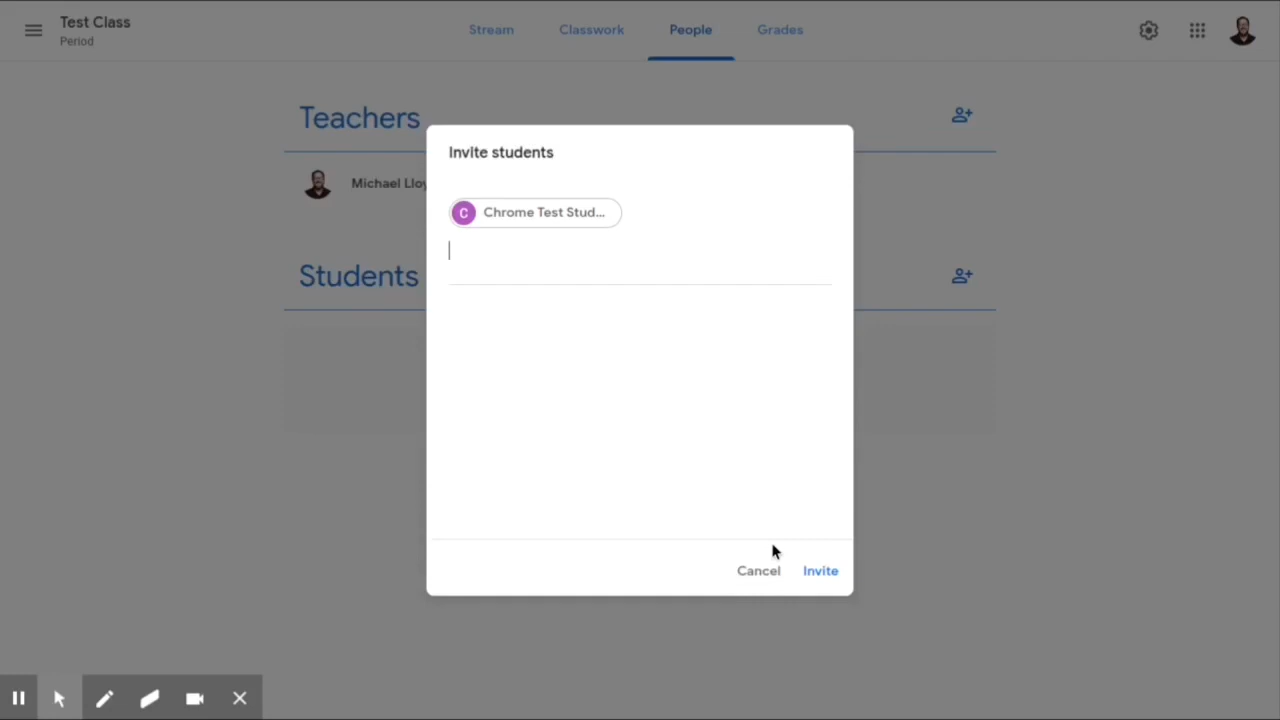 Test Class
Period
Stream
Classwork
People
Grades
Teachers
Michael Lloy
Invite students
C
Chrome Test Stud...
Students
Cancel
Invite